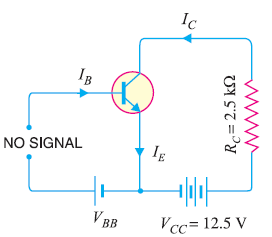 I_C
I_B
R_C = 2.5 kΩ
NO SIGNAL
I_E
V_BB
V_CC = 12.5 V